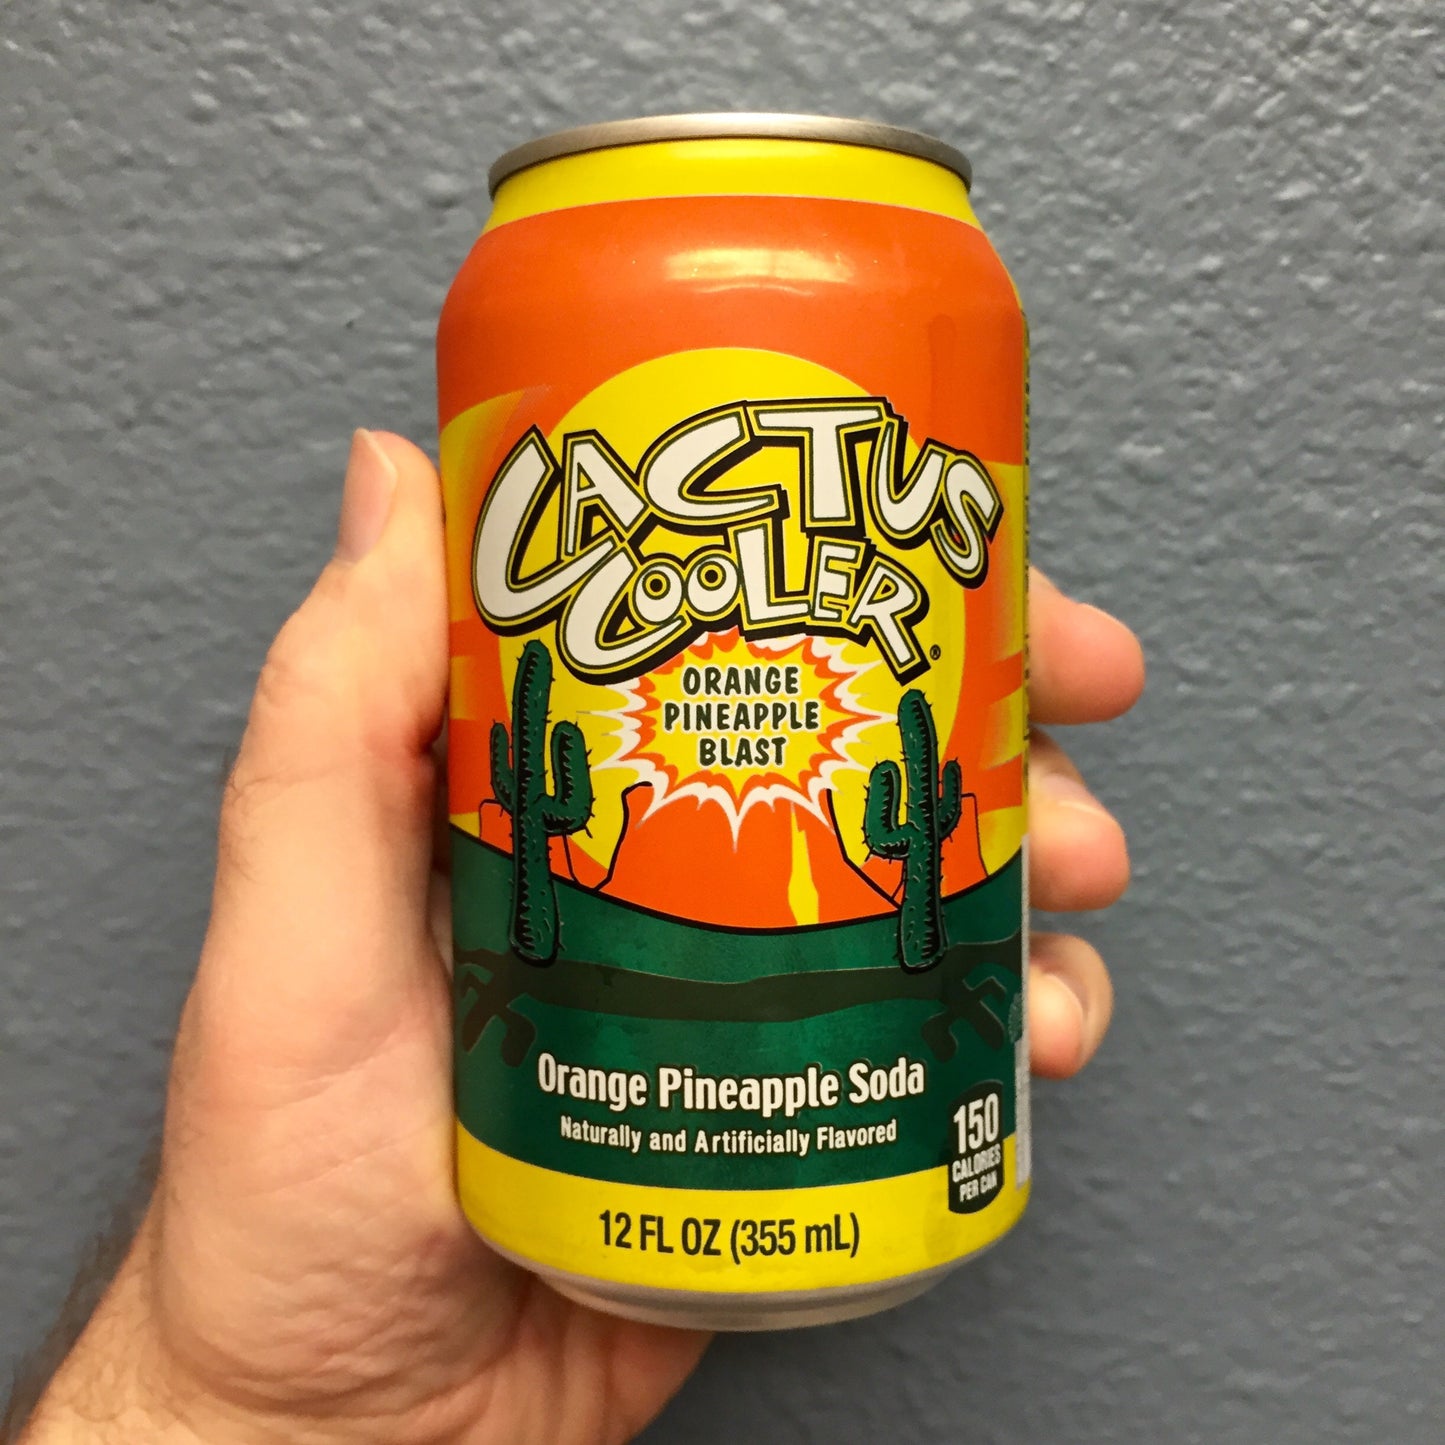 CACTUS
COOLER®
ORANGE
PINEAPPLE
BLAST
Orange Pineapple Soda
Naturally and Artificially Flavored
150
CALORIES
PER CAN
12 FL OZ (355 mL)